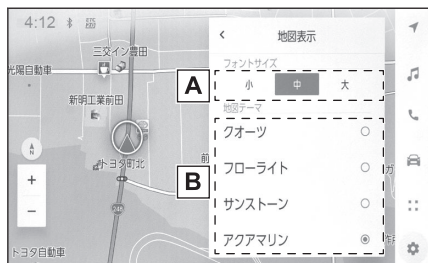 4:12
三交イン豊田
光陽自動車
新明工業前田
トヨタ町北
248
トヨタ自動車
N
+
−
前
ガ
地図表示
フォントサイズ
A
小 中 大
地図テーマ
B
クオーツ
フローライト
サンストーン
アクアマリン